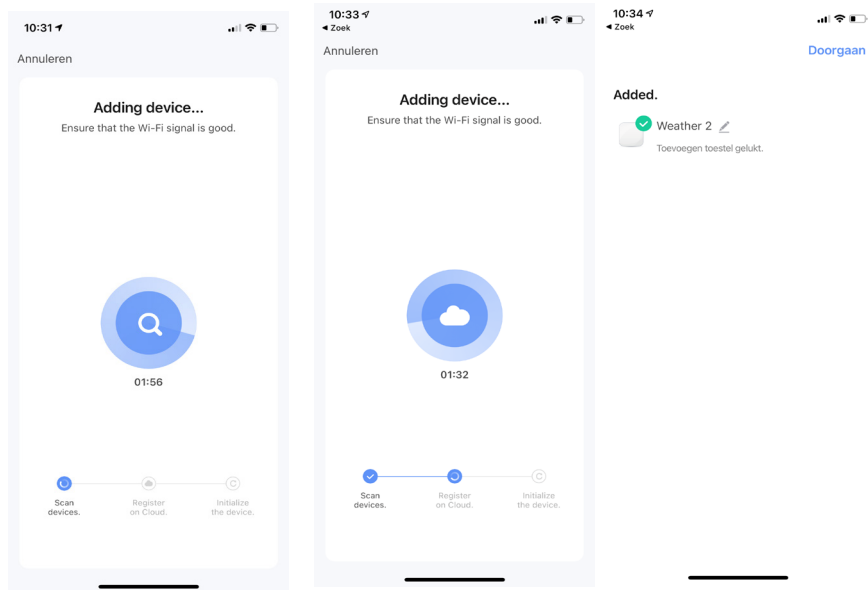 10:31
Annuleren
Adding device...
Ensure that the Wi-Fi signal is good.
01:56
Scan
devices.
Register
on Cloud.
Initialize
the device.
10:33
◀ Zoek
Annuleren
Adding device...
Ensure that the Wi-Fi signal is good.
01:32
Scan
devices.
Register
on Cloud.
Initialize
the device.
10:34
◀ Zoek
Doorgaan
Added.
Weather 2
Toevoegen toestel gelukt.